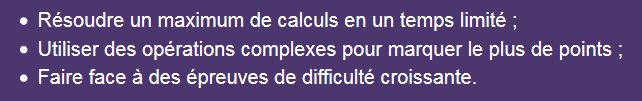 • Résoudre un maximum de calculs en un temps limité ;
• Utiliser des opérations complexes pour marquer le plus de points ;
• Faire face à des épreuves de difficulté croissante.